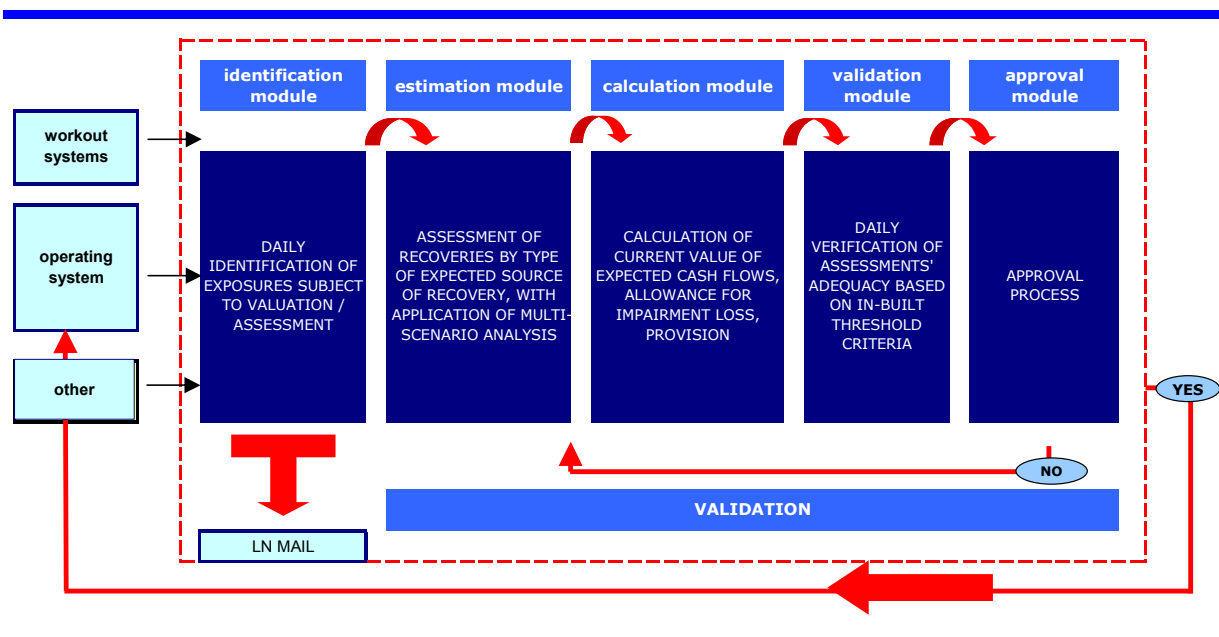 identification
module
estimation module
calculation module
validation
module
approval
module
workout
systems
operating
system
other
DAILY
IDENTIFICATION OF
EXPOSURES SUBJECT
TO VALUATION /
ASSESSMENT
ASSESSMENT OF
RECOVERIES BY TYPE
OF EXPECTED SOURCE
OF RECOVERY, WITH
APPLICATION OF MULTI-
SCENARIO ANALYSIS
CALCULATION OF
CURRENT VALUE OF
EXPECTED CASH FLOWS,
ALLOWANCE FOR
IMPAIRMENT LOSS,
PROVISION
DAILY
VERIFICATION OF
ASSESSMENTS'
ADEQUACY BASED
ON IN-BUILT
THRESHOLD
CRITERIA
APPROVAL
PROCESS
YES
NO
VALIDATION
LN MAIL